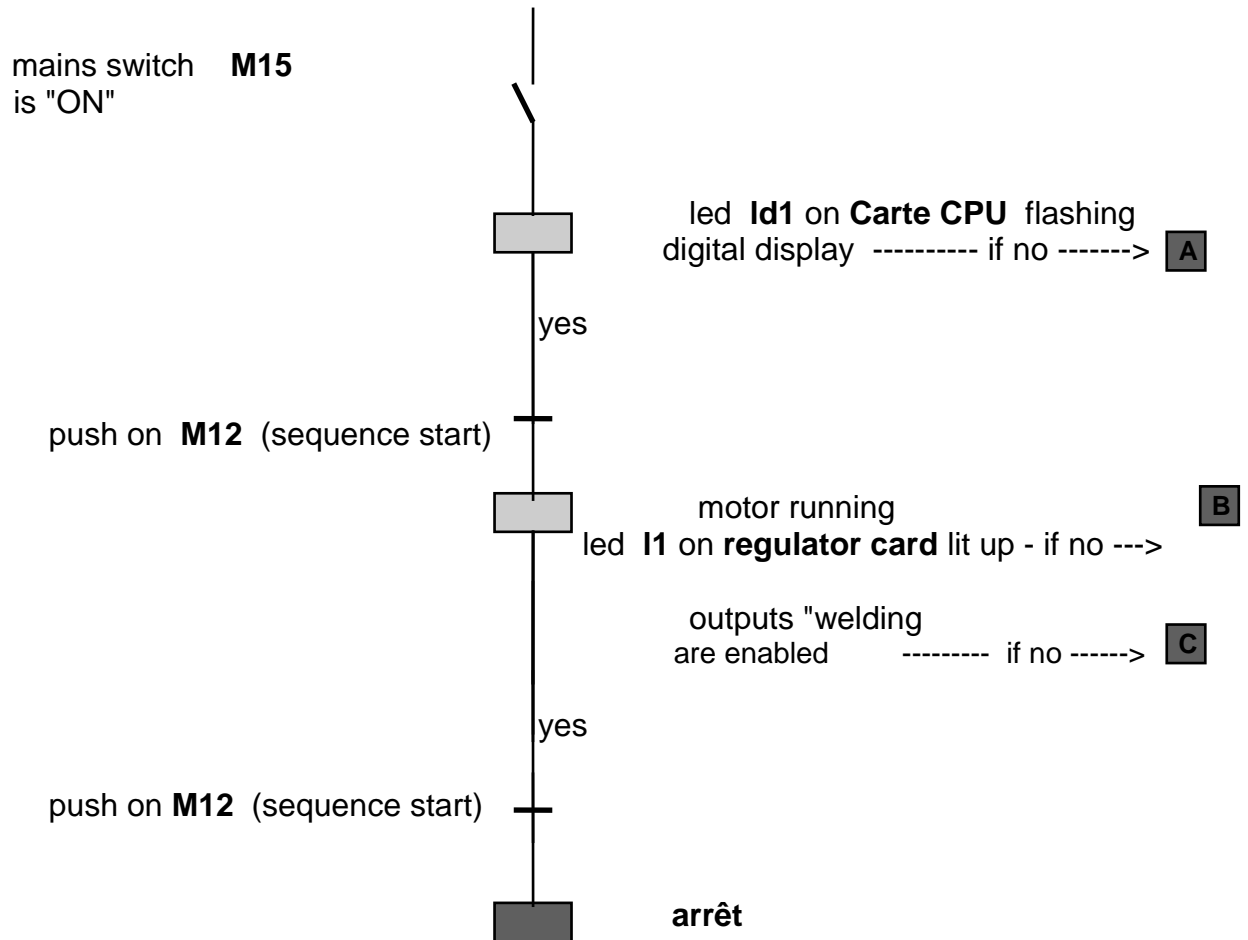 mains switch M15
is "ON"
led ld1 on Carte CPU flashing
digital display ---------- if no -------> A
yes
push on M12 (sequence start)
motor running B
led l1 on regulator card lit up - if no --->
outputs "welding
are enabled --------- if no ------> C
yes
push on M12 (sequence start)
arrêt